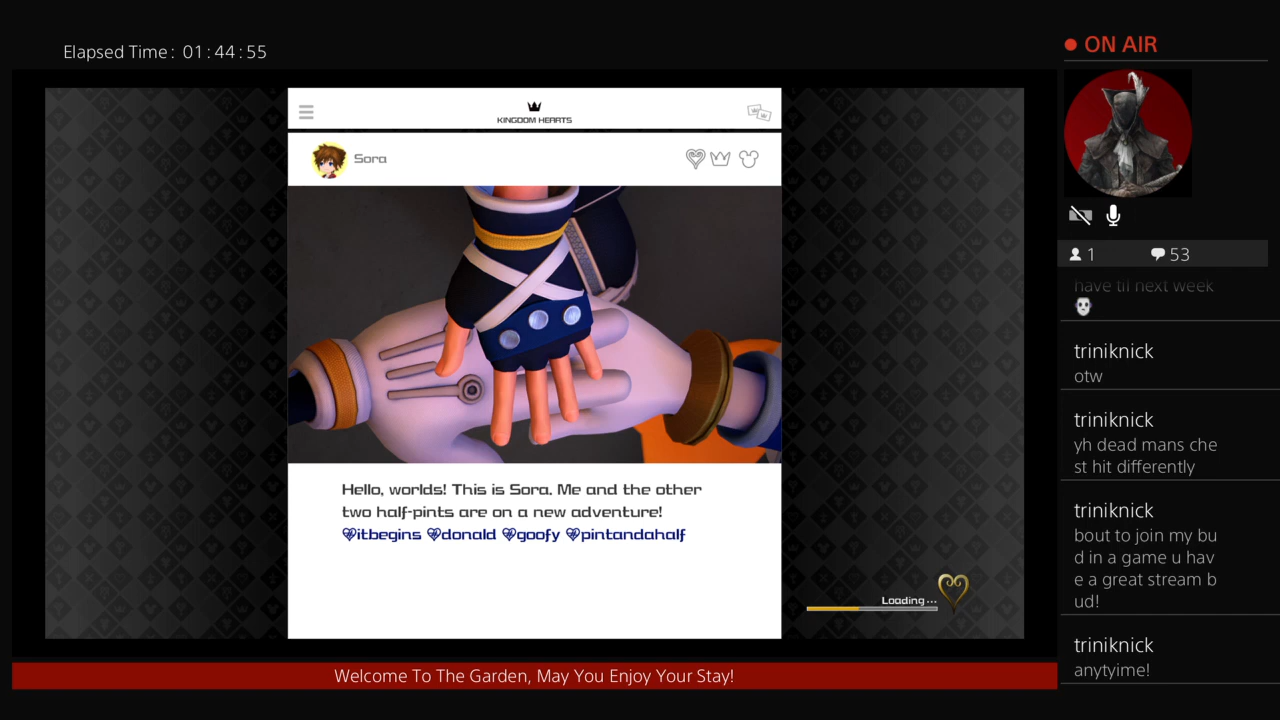 Elapsed Time: 01:44:55
ON AIR
KINGDOM HEARTS
Sora
1
53
have til next week
triniknick
otw
triniknick
yh dead mans che
st hit differently
triniknick
bout to join my bu
d in a game u hav
e a great stream b
ud!
triniknick
anytyime!
Hello, worlds! This is Sora. Me and the other
two half-pints are on a new adventure!
itbegins donald goofy pintandahalf
Loading...
Welcome To The Garden, May You Enjoy Your Stay!